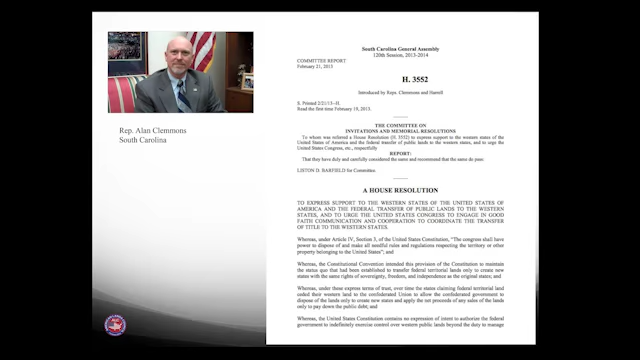 Rep. Alan Clemmons
South Carolina
South Carolina General Assembly
120th Session, 2013-2014
COMMITTEE REPORT
February 21, 2013
H. 3552
Introduced by Reps. Clemmons and Harrell
S. Printed 2/21/13--H.
Read the first time February 19, 2013.
THE COMMITTEE ON
INVITATIONS AND MEMORIAL RESOLUTIONS
To whom was referred a House Resolution (H. 3552) to express support to the western states of the
United States of America and the federal transfer of public lands to the western states, and to urge the
United States Congress, etc., respectfully
REPORT:
That they have duly and carefully considered the same and recommend that the same do pass:
LISTON D. BARFIELD for Committee.
A HOUSE RESOLUTION
TO EXPRESS SUPPORT TO THE WESTERN STATES OF THE UNITED STATES OF
AMERICA AND THE FEDERAL TRANSFER OF PUBLIC LANDS TO THE WESTERN
STATES, AND TO URGE THE UNITED STATES CONGRESS TO ENGAGE IN GOOD
FAITH COMMUNICATION AND COOPERATION TO COORDINATE THE TRANSFER
OF TITLE TO THE WESTERN STATES.
Whereas, under Article IV, Section 3, of the United States Constitution, "The congress shall have
power to dispose of and make all needful rules and regulations respecting the territory or other
property belonging to the United States"; and
Whereas, the Constitutional Convention intended this provision of the Constitution to maintain
the status quo that had been established to transfer federal territorial lands only to create new
states with the same rights of sovereignty, freedom, and independence as the original states; and
Whereas, under these express terms of trust, over time the states claiming federal territorial land
ceded their western land to the confederated Union to allow the confederated government to
dispose of the lands only to create new states and apply the net proceeds of any sales of the lands
only to pay down the public debt; and
Whereas, the United States Constitution contains no expression of intent to authorize the federal
government to indefinitely exercise control over western public lands beyond the duty to manage